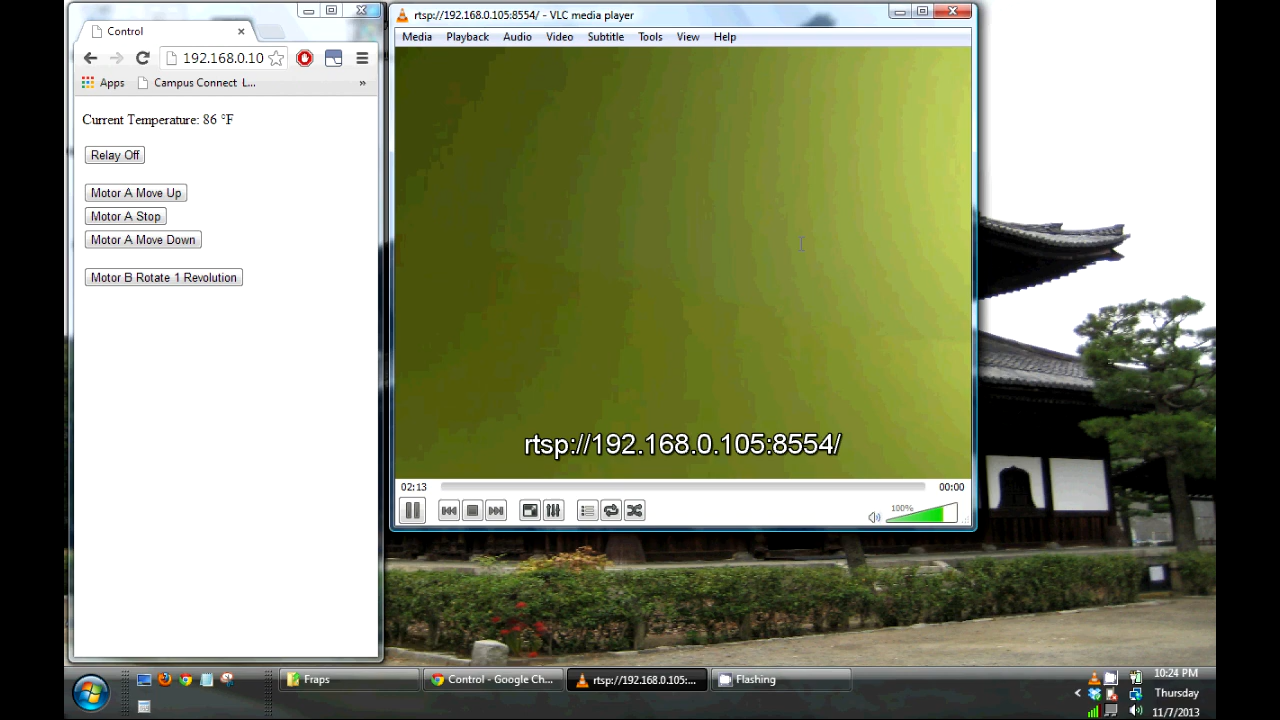 Control
192.168.0.10
Apps
Campus Connect L...
»
Current Temperature: 86 °F
Relay Off
Motor A Move Up
Motor A Stop
Motor A Move Down
Motor B Rotate 1 Revolution
rtsp://192.168.0.105:8554/ - VLC media player
Media Playback Audio Video Subtitle Tools View Help
rtsp://192.168.0.105:8554/
02:13
00:00
100%
Fraps
Control - Google Ch...
rtsp://192.168.0.105:...
Flashing
10:24 PM
Thursday
11/7/2013